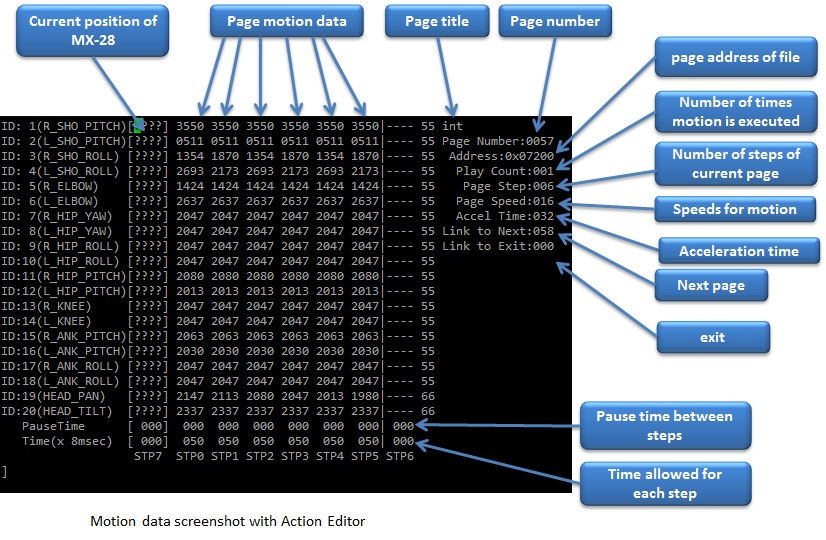 Current position of
MX-28
Page motion data
Page title
Page number
page address of file
Number of times
motion is executed
Number of steps of
current page
Speeds for motion
Acceleration time
Next page
exit
Pause time between
steps
Time allowed for
each step
ID: 1(R_SHO_PITCH)[????] 3550 3550 3550 3550 3550 3550|---- 55 int
ID: 2(L_SHO_PITCH)[????] 0511 0511 0511 0511 0511 0511|---- 55 Page Number:0057
ID: 3(R_SHO_ROLL) [????] 1354 1870 1354 1870 1354 1870|---- 55 Address:0x07200
ID: 4(L_SHO_ROLL) [????] 2693 2173 2693 2173 2693 2173|---- 55 Play Count:001
ID: 5(R_ELBOW) [????] 1424 1424 1424 1424 1424 1424|---- 55 Page Step:006
ID: 6(L_ELBOW) [????] 2637 2637 2637 2637 2637 2637|---- 55 Page Speed:016
ID: 7(R_HIP_YAW) [????] 2047 2047 2047 2047 2047 2047|---- 55 Accel Time:032
ID: 8(L_HIP_YAW) [????] 2047 2047 2047 2047 2047 2047|---- 55 Link to Next:058
ID: 9(R_HIP_ROLL) [????] 2047 2047 2047 2047 2047 2047|---- 55 Link to Exit:000
ID:10(L_HIP_ROLL) [????] 2047 2047 2047 2047 2047 2047|---- 55
ID:11(R_HIP_PITCH)[????] 2080 2080 2080 2080 2080 2080|---- 55
ID:12(L_HIP_PITCH)[????] 2013 2013 2013 2013 2013 2013|---- 55
ID:13(R_KNEE) [????] 2047 2047 2047 2047 2047 2047|---- 55
ID:14(L_KNEE) [????] 2047 2047 2047 2047 2047 2047|---- 55
ID:15(R_ANK_PITCH)[????] 2063 2063 2063 2063 2063 2063|---- 55
ID:16(L_ANK_PITCH)[????] 2030 2030 2030 2030 2030 2030|---- 55
ID:17(R_ANK_ROLL) [????] 2047 2047 2047 2047 2047 2047|---- 55
ID:18(L_ANK_ROLL) [????] 2047 2047 2047 2047 2047 2047|---- 55
ID:19(HEAD_PAN) [????] 2147 2113 2080 2047 2013 1980|---- 66
ID:20(HEAD_TILT) [????] 2337 2337 2337 2337 2337 2337|---- 66
PauseTime [ 000] 000 000 000 000 000 000| 000
Time(x 8msec) [ 000] 050 050 050 050 050 050| 000
STP7 STP0 STP1 STP2 STP3 STP4 STP5 STP6
]
Motion data screenshot with Action Editor